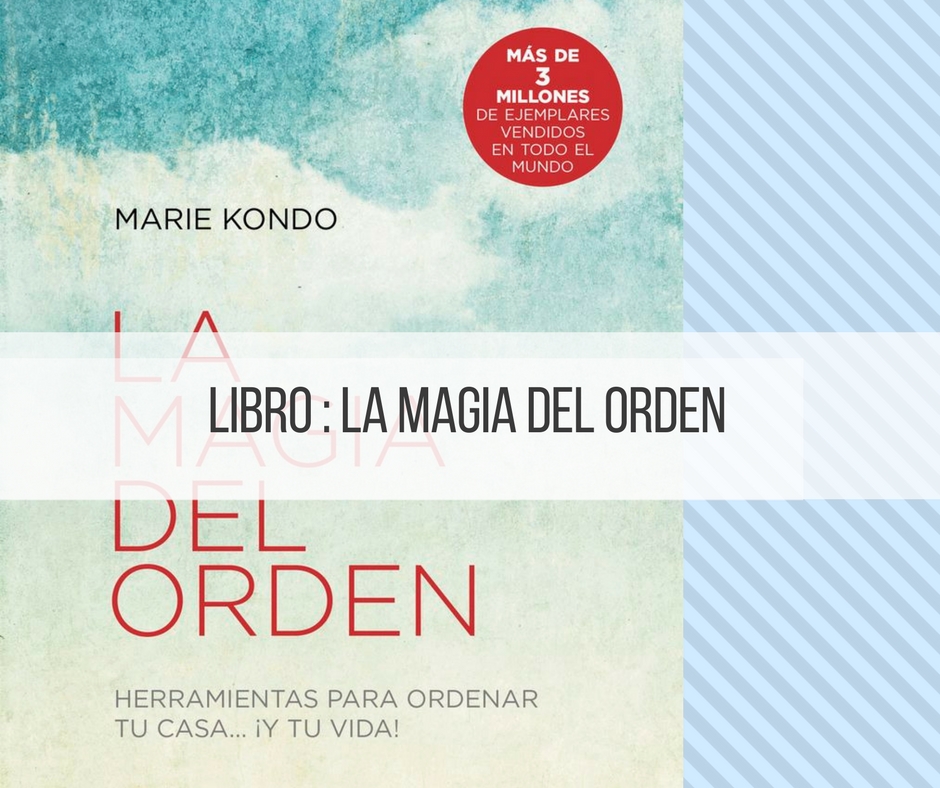 MÁS DE
3
MILLONES
DE EJEMPLARES
VENDIDOS
EN TODO EL
MUNDO
MARIE KONDO
LA
MAGIA
LIBRO : LA MAGIA DEL ORDEN
DEL
ORDEN
HERRAMIENTAS PARA ORDENAR
TU CASA... ¡Y TU VIDA!